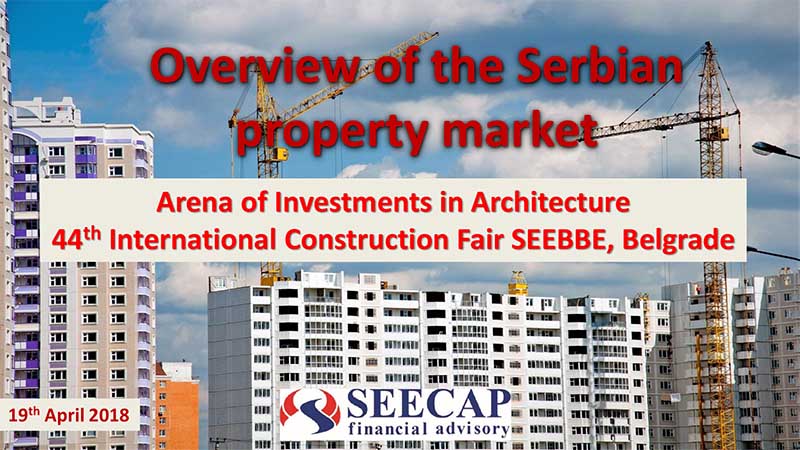 Overview of the Serbian
property market
Arena of Investments in Architecture
44th International Construction Fair SEEBBE, Belgrade
19th April 2018
SEECAP
financial advisory